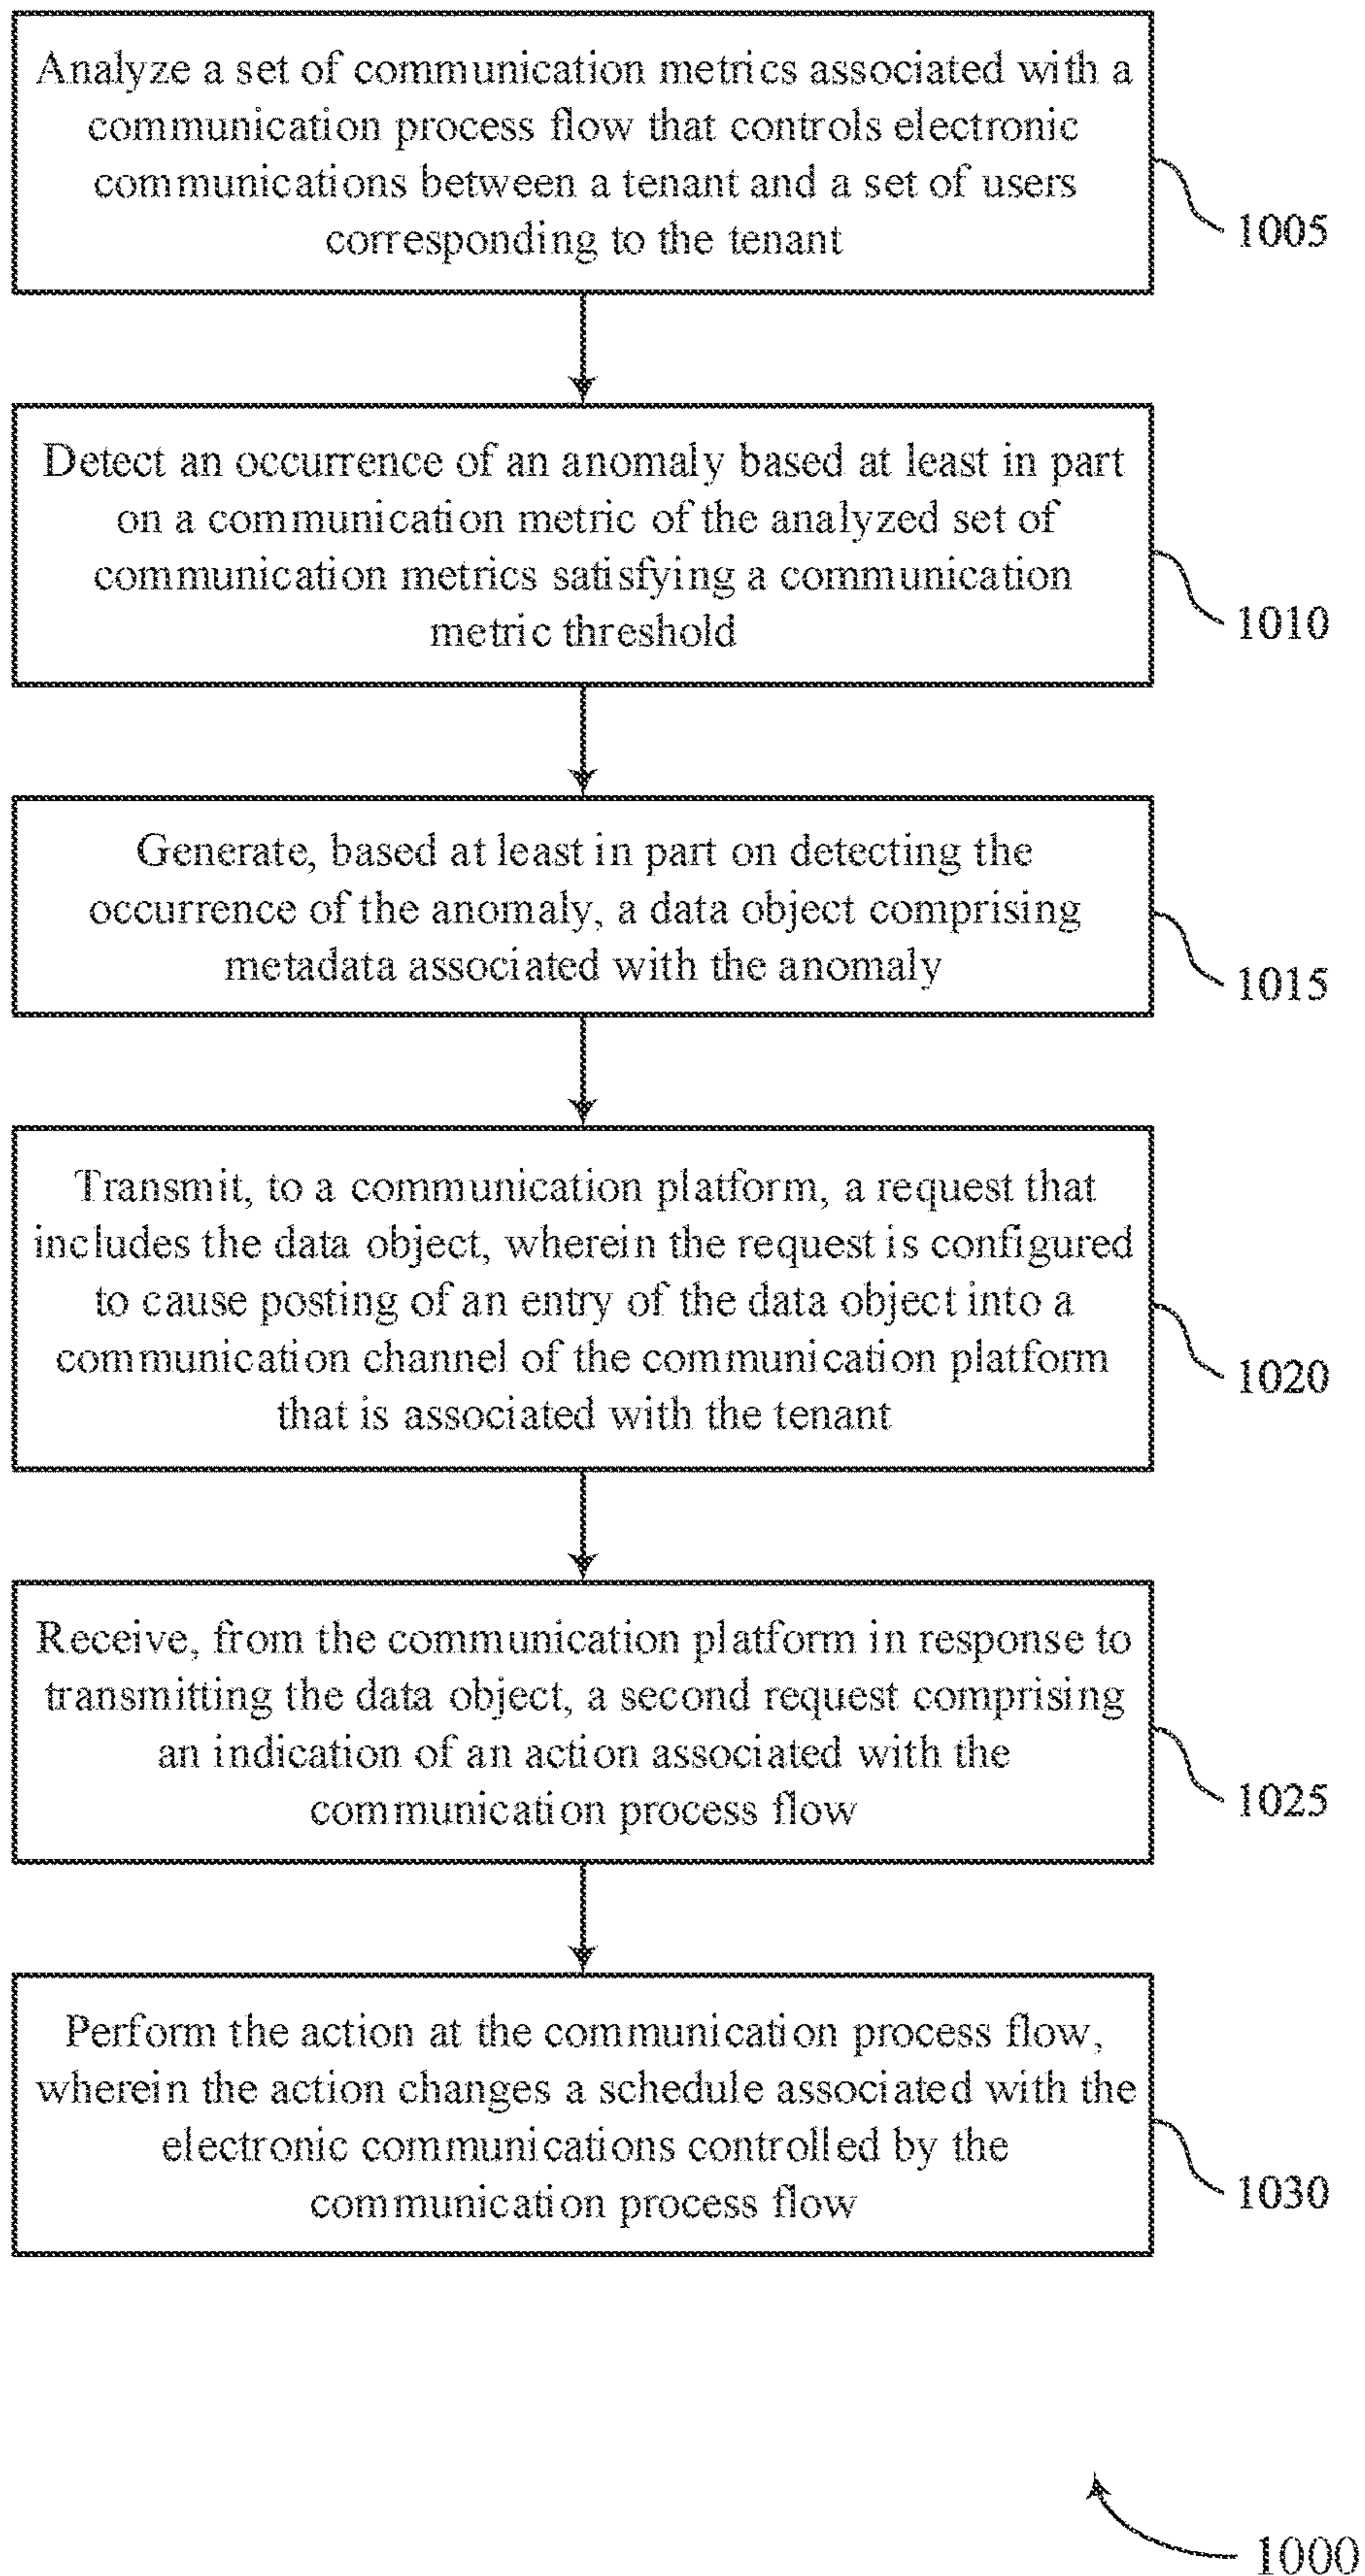 Analyze a set of communication metrics associated with a
communication process flow that controls electronic
communications between a tenant and a set of users
corresponding to the tenant
1005
Detect an occurrence of an anomaly based at least in part
on a communication metric of the analyzed set of
communication metrics satisfying a communication
metric threshold
1010
Generate, based at least in part on detecting the
occurrence of the anomaly, a data object comprising
metadata associated with the anomaly
1015
Transmit, to a communication platform, a request that
includes the data object, wherein the request is configured
to cause posting of an entry of the data object into a
communication channel of the communication platform
that is associated with the tenant
1020
Receive, from the communication platform in response to
transmitting the data object, a second request comprising
an indication of an action associated with the
communication process flow
1025
Perform the action at the communication process flow,
wherein the action changes a schedule associated with the
electronic communications controlled by the
communication process flow
1030
1000